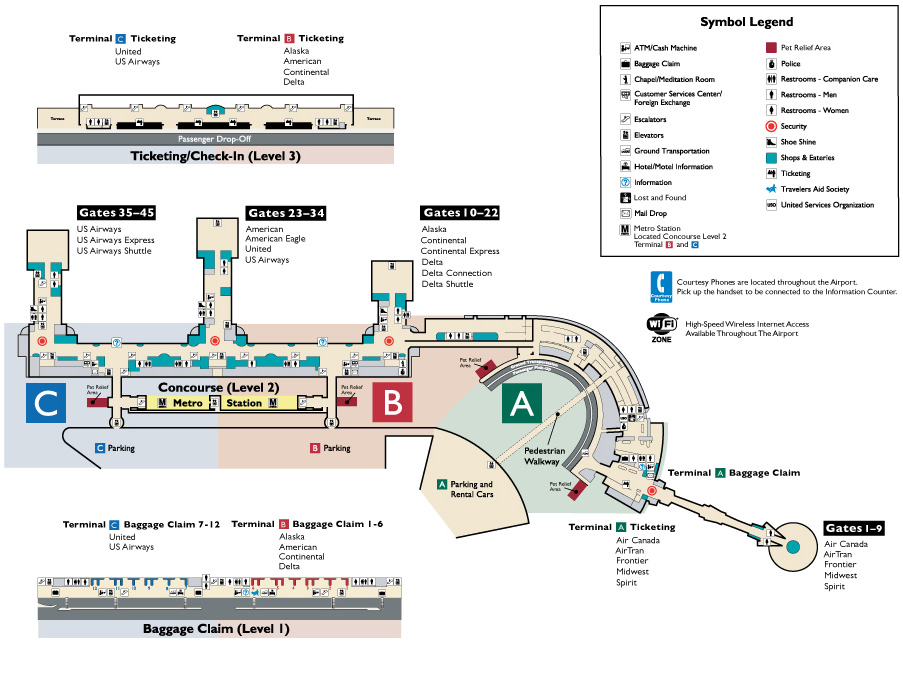 Symbol Legend
ATM/Cash Machine
Baggage Claim
Chapel/Meditation Room
Customer Services Center/
Foreign Exchange
Escalators
Elevators
Ground Transportation
Hotel/Motel Information
Information
Lost and Found
Mail Drop
M Metro Station
Located Concourse Level 2
Terminal B and C
Pet Relief Area
Police
Restrooms - Companion Care
Restrooms - Men
Restrooms - Women
Security
Shoe Shine
Shops & Eateries
Ticketing
Travelers Aid Society
USO United Services Organization
Courtesy Phone
Courtesy Phones are located throughout the Airport.
Pick up the handset to be connected to the Information Counter.
Wi Fi
ZONE
High-Speed Wireless Internet Access
Available Throughout The Airport
Terminal C Ticketing
United
US Airways
Terminal B Ticketing
Alaska
American
Continental
Delta
Terrace
Terrace
Passenger Drop-Off
Ticketing/Check-In (Level 3)
Gates 35–45
US Airways
US Airways Express
US Airways Shuttle
Gates 23–34
American
American Eagle
United
US Airways
Gates 10–22
Alaska
Continental
Continental Express
Delta
Delta Connection
Delta Shuttle
Concourse (Level 2)
M Metro Station M
Pet Relief
Area
Pet Relief
Area
Pet Relief
Area
Pet Relief
Area
C
B
A
C Parking
B Parking
Pedestrian
Walkway
A Parking and
Rental Cars
Terminal A Baggage Claim
Terminal A Ticketing
Air Canada
AirTran
Frontier
Midwest
Spirit
Gates 1–9
Air Canada
AirTran
Frontier
Midwest
Spirit
Terminal C Baggage Claim 7-12
United
US Airways
Terminal B Baggage Claim 1-6
Alaska
American
Continental
Delta
Baggage Claim (Level 1)